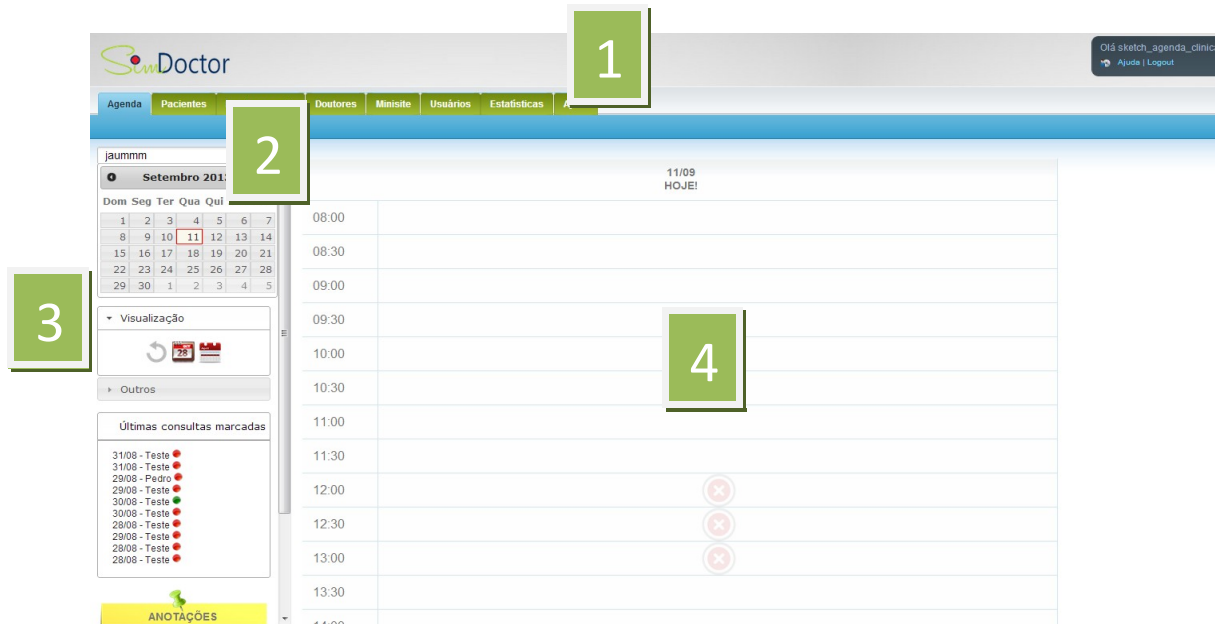 1
SimDoctor
Olá sketch_agenda_clinic
Ajuda | Logout
Agenda Pacientes Doutores Minisite Usuários Estatísticas
2
jaummm
Setembro 201
11/09
HOJE!
Dom Seg Ter Qua Qui
1 2 3 4 5 6 7
8 9 10 11 12 13 14
15 16 17 18 19 20 21
22 23 24 25 26 27 28
29 30 1 2 3 4 5
3
Visualização
28
Outros
Últimas consultas marcadas
31/08 - Teste
31/08 - Teste
29/08 - Pedro
29/08 - Teste
30/08 - Teste
30/08 - Teste
28/08 - Teste
29/08 - Teste
28/08 - Teste
28/08 - Teste
ANOTAÇÕES
08:00
08:30
09:00
09:30
10:00
10:30
11:00
11:30
12:00
12:30
13:00
13:30
14:00
4